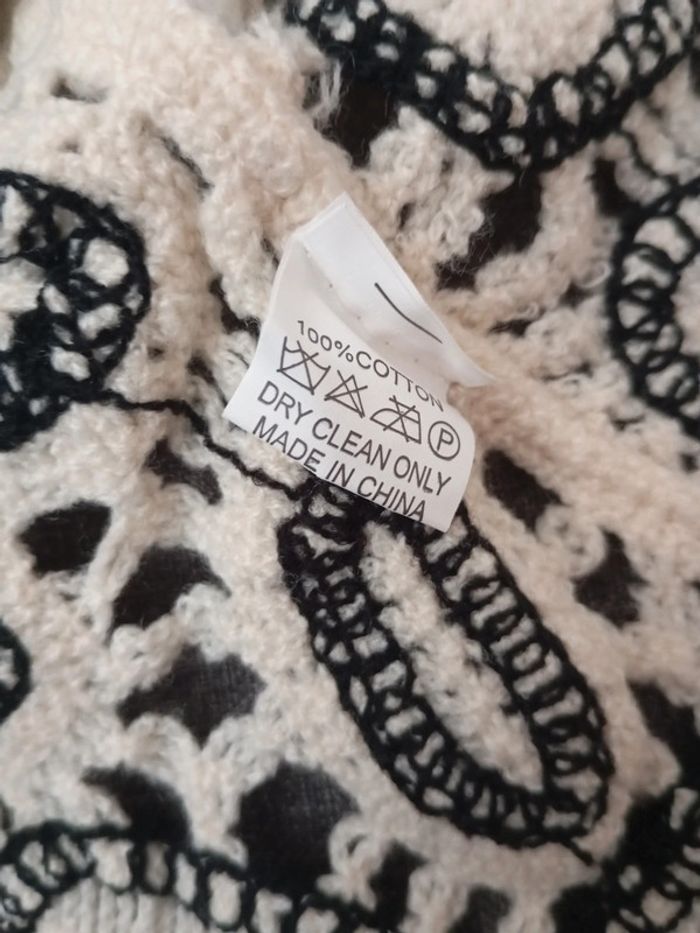 100%COTTON
P
DRY CLEAN ONLY
MADE IN CHINA